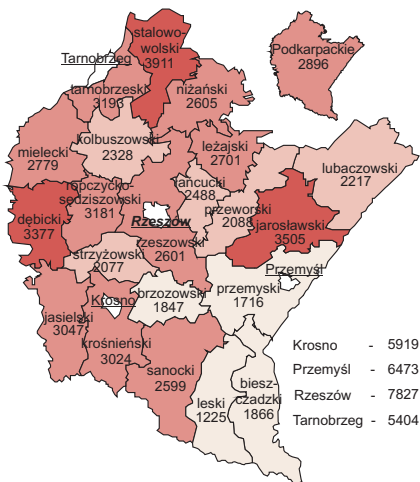 stalowo-
wolski
3911
Podkarpackie
2896
Tarnobrzeg
tarnobrzeski
3193
niżański
2605
kolbuszowski
2328
mielecki
2779
leżajski
2701
lubaczowski
2217
ropczycko-
sędziszowski
3181
łańcucki
2488
dębicki
3377
Rzeszów
przeworski
2088
jarosławski
3505
rzeszowski
2601
strzyżowski
2077
Przemyśl
przemyski
1716
Krosno
brzozowski
1847
jasielski
3047
krośnieński
3024
sanocki
2599
leski
1225
biesz-
czadzki
1866
Krosno - 5919
Przemyśl - 6473
Rzeszów - 7827
Tarnobrzeg - 5404